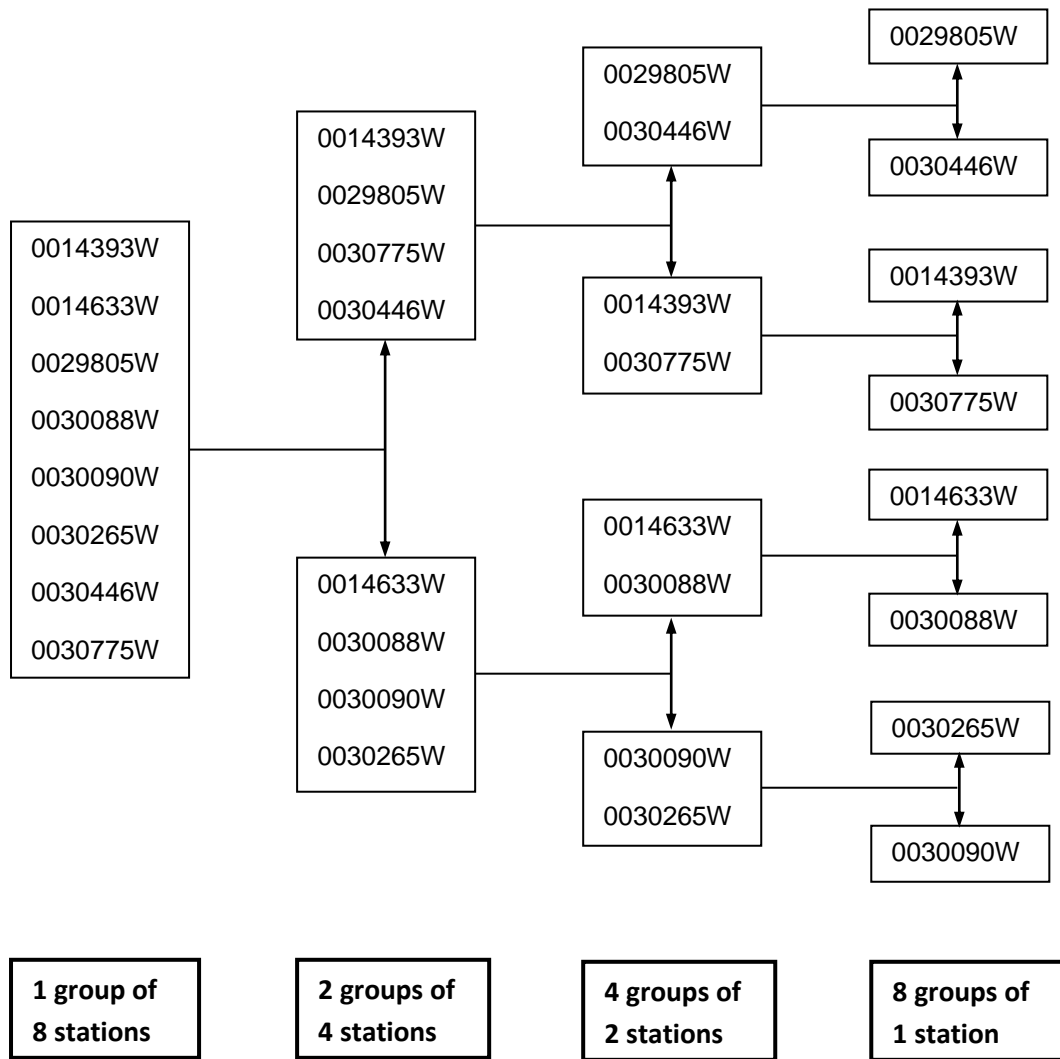 0014393W
0014633W
0029805W
0030088W
0030090W
0030265W
0030446W
0030775W
0014393W
0029805W
0030775W
0030446W
0014633W
0030088W
0030090W
0030265W
0029805W
0030446W
0014393W
0030775W
0014633W
0030088W
0030090W
0030265W
0029805W
0030446W
0014393W
0030775W
0014633W
0030088W
0030265W
0030090W
1 group of
8 stations
2 groups of
4 stations
4 groups of
2 stations
8 groups of
1 station